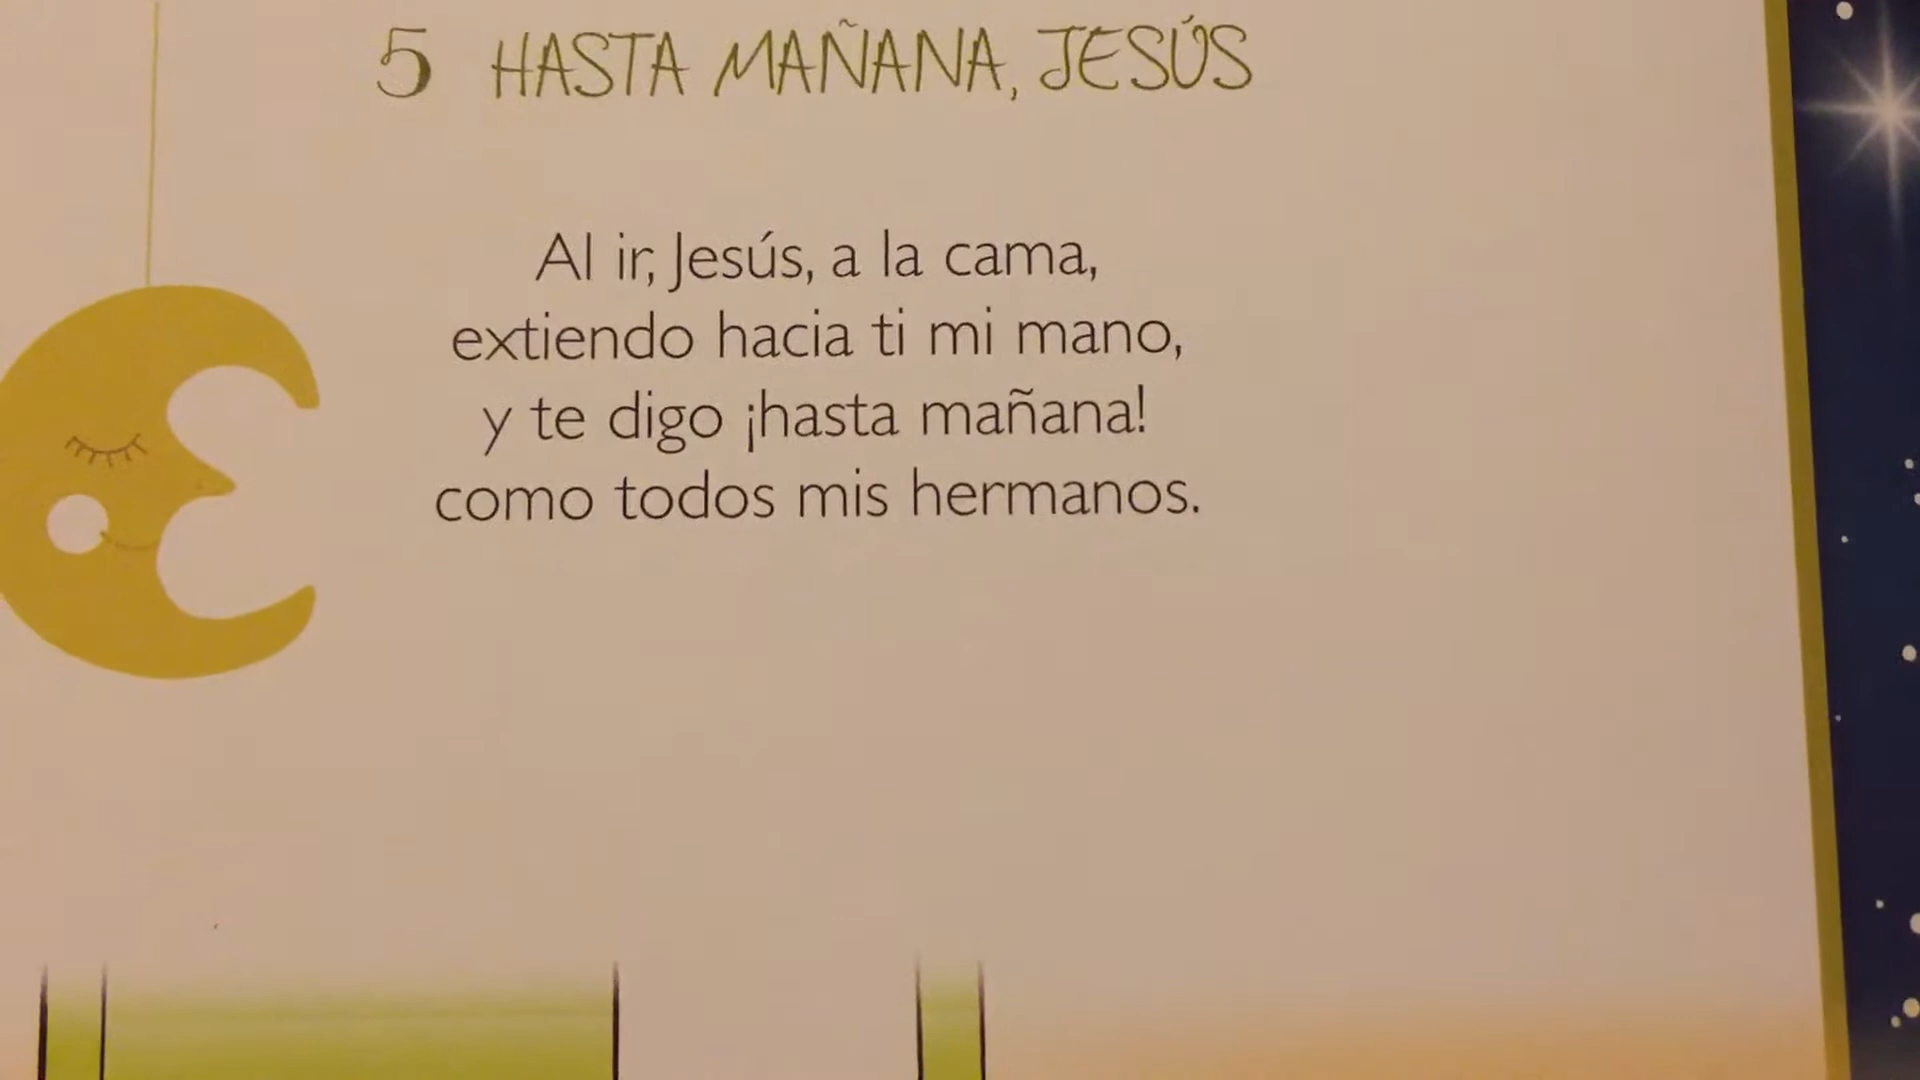 5 HASTA MAÑANA, JESÚS
Al ir, Jesús, a la cama,
extiendo hacia ti mi mano,
y te digo ¡hasta mañana!
como todos mis hermanos.